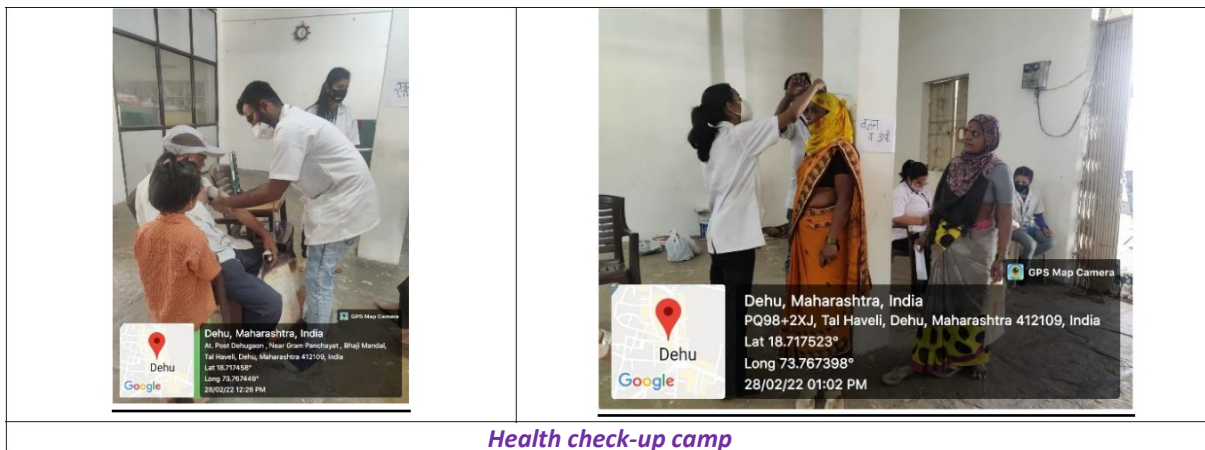 Dehu
Google
GPS Map Camera
Dehu, Maharashtra, India
At. Post Dehugaon , Near Gram Panchayat , Bhaji Mandal,
Tal Haveli, Dehu, Maharashtra 412109, India
Lat 18.717458°
Long 73.767449°
28/02/22 12:26 PM
वजन
व उंची
Dehu
Google
GPS Map Camera
Dehu, Maharashtra, India
PQ98+2XJ, Tal Haveli, Dehu, Maharashtra 412109, India
Lat 18.717523°
Long 73.767398°
28/02/22 01:02 PM
Health check-up camp